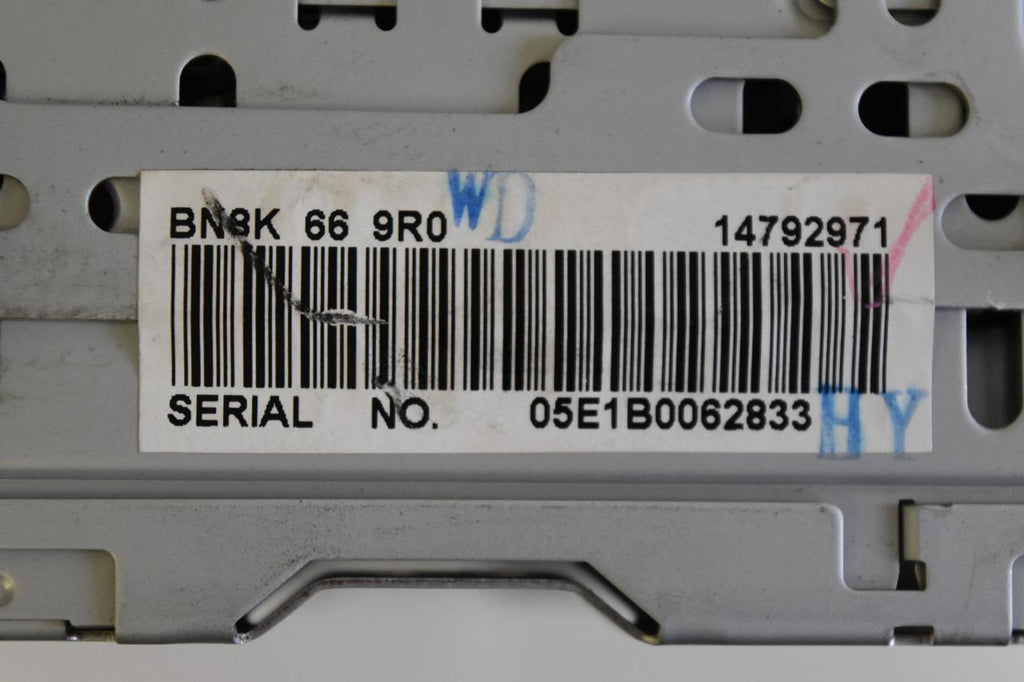 BN8K 66 9R0 WD 14792971
SERIAL NO. 05E1B0062833 HY